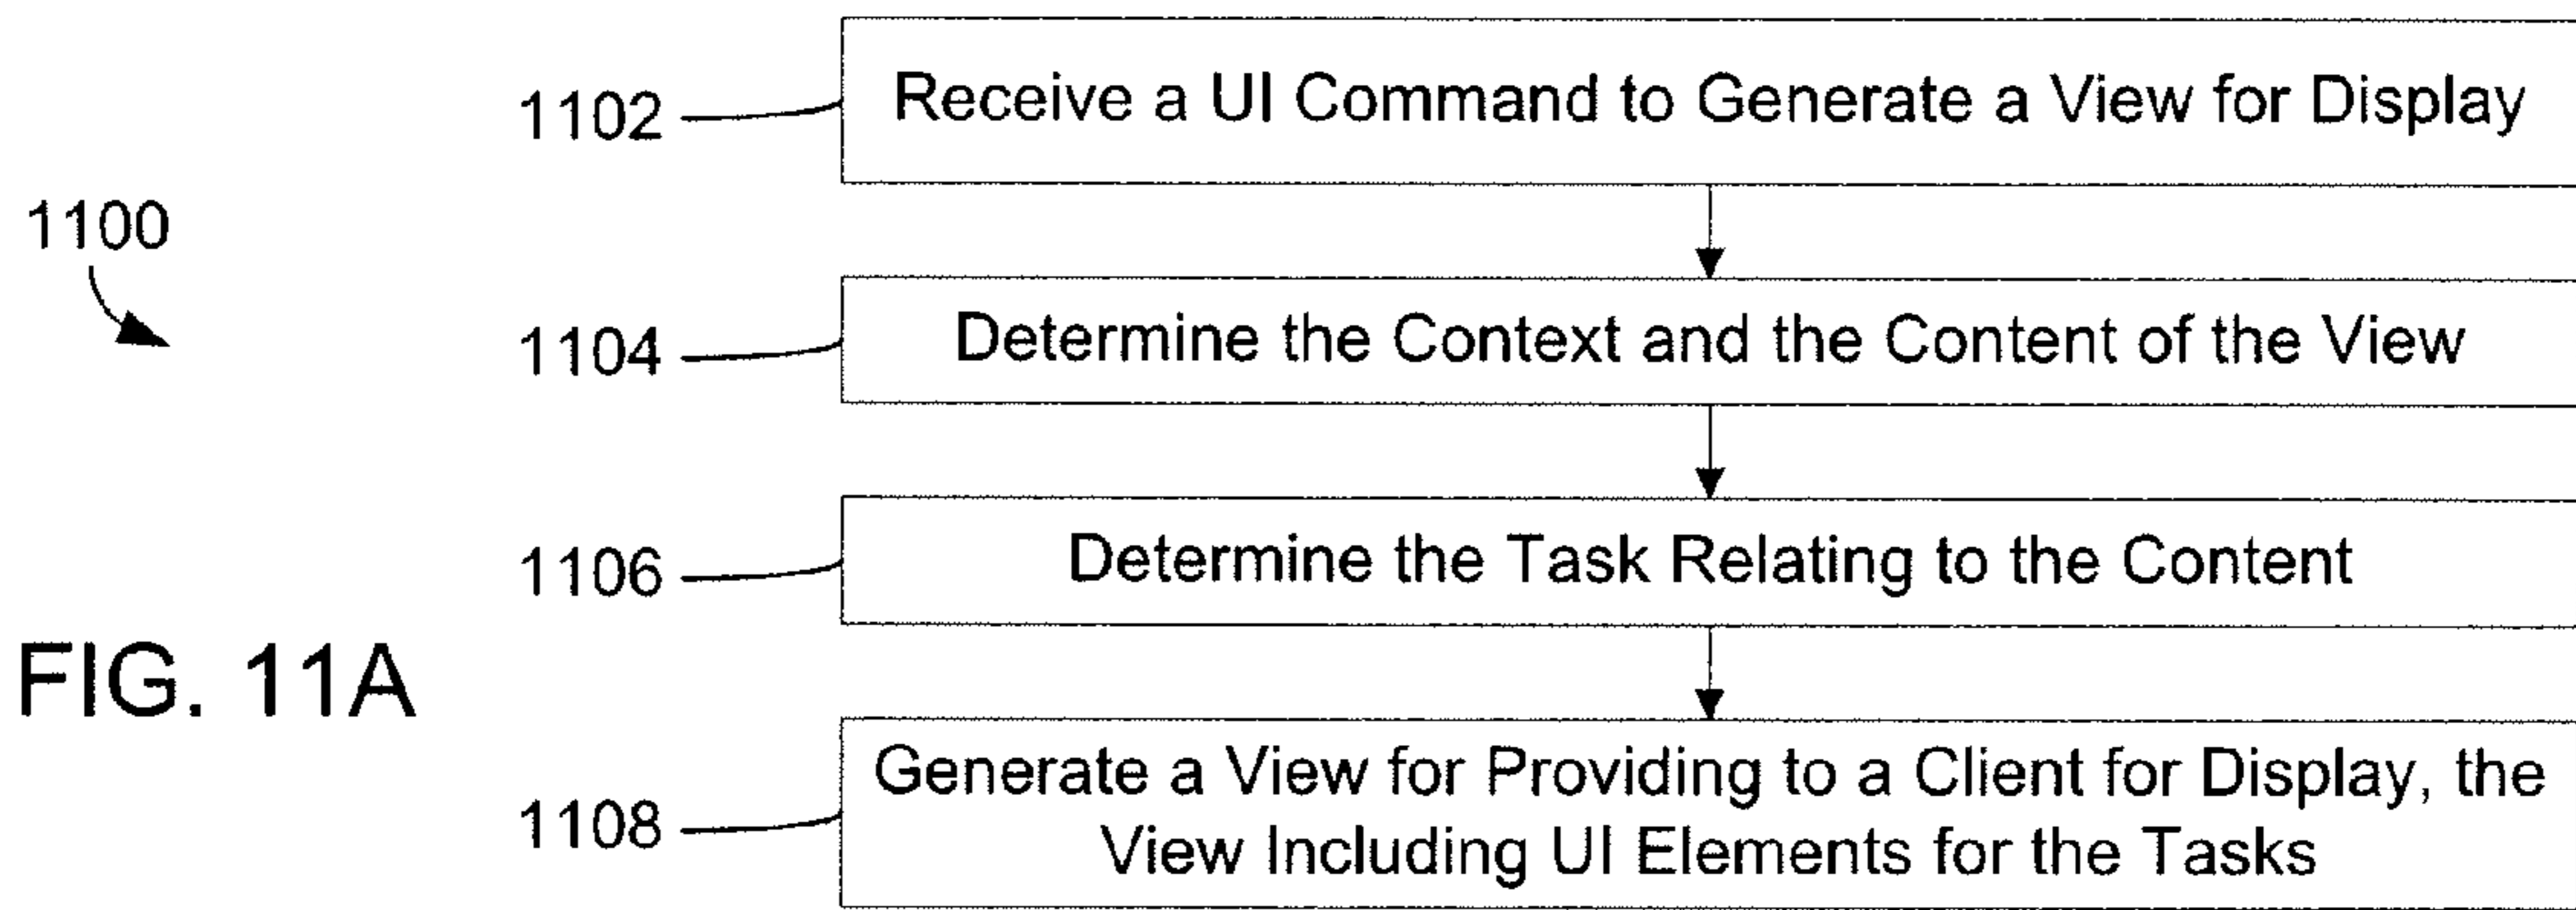 1102
Receive a UI Command to Generate a View for Display
1100
1104
Determine the Context and the Content of the View
1106
Determine the Task Relating to the Content
FIG. 11A
1108
Generate a View for Providing to a Client for Display, the
View Including UI Elements for the Tasks